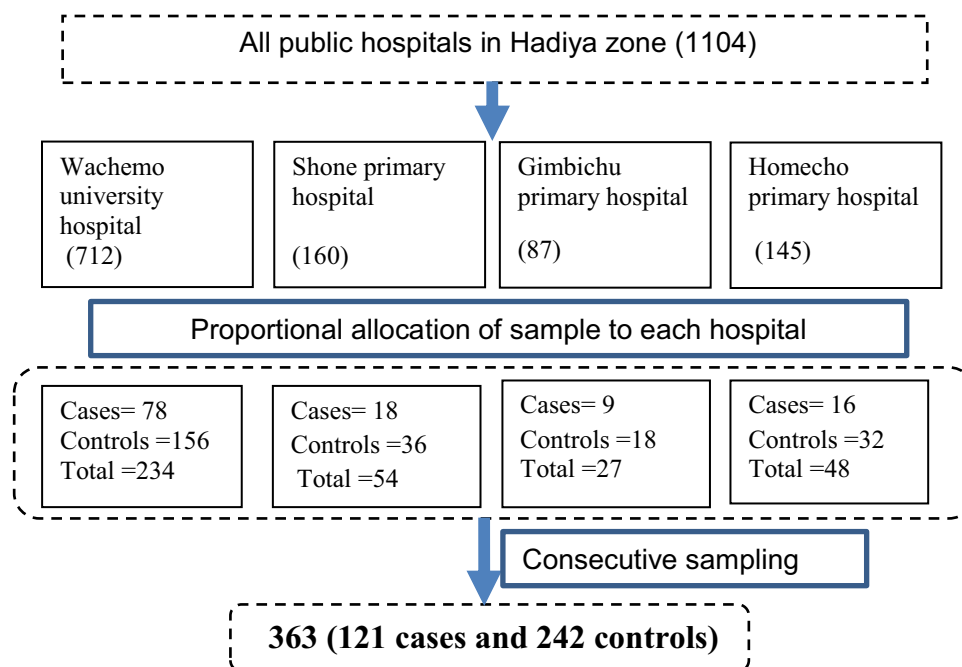 All public hospitals in Hadiya zone (1104)
Wachemo
university
hospital
(712)
Shone primary
hospital
(160)
Gimbichu
primary hospital
(87)
Homecho
primary hospital
(145)
Proportional allocation of sample to each hospital
Cases= 78
Controls =156
Total =234
Cases= 18
Controls =36
Total =54
Cases= 9
Controls =18
Total =27
Cases= 16
Controls =32
Total =48
Consecutive sampling
363 (121 cases and 242 controls)